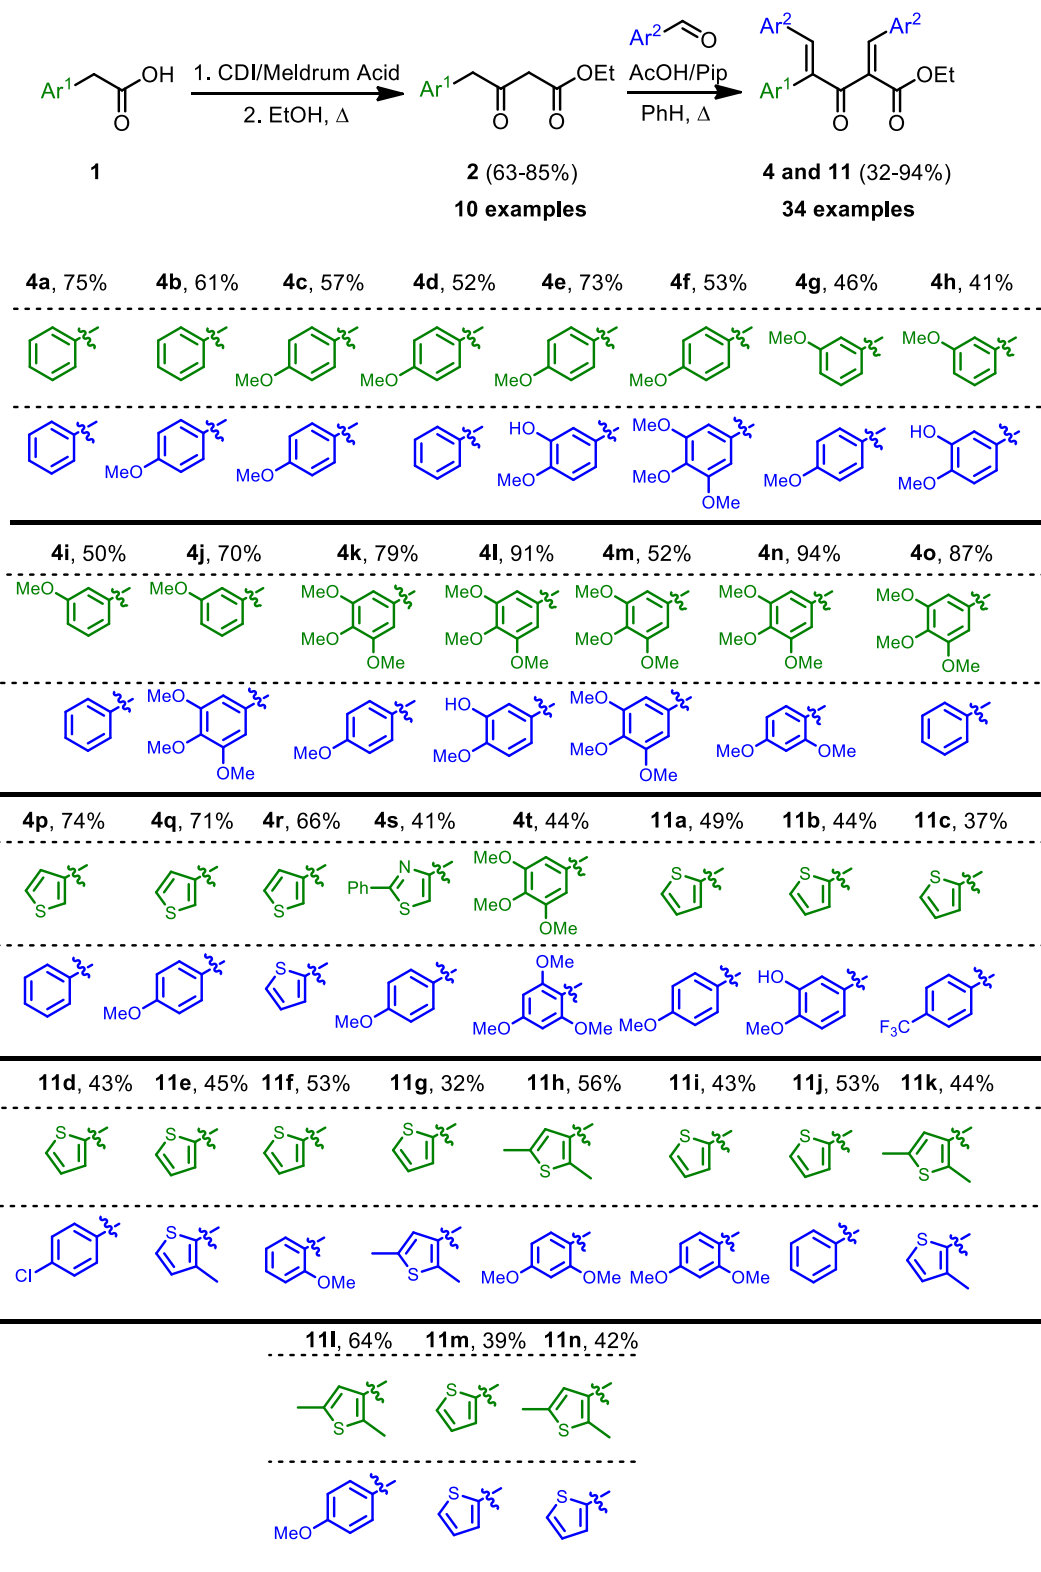 Ar1 OH O
1. CDI/Meldrum Acid
2. EtOH, Δ
Ar1 O O OEt
Ar2 O
AcOH/Pip
PhH, Δ
Ar2 Ar2 Ar1 O O OEt
1 2 (63-85%) 4 and 11 (32-94%)
10 examples 34 examples
4a, 75% 4b, 61% 4c, 57% 4d, 52% 4e, 73% 4f, 53% 4g, 46% 4h, 41%
MeO MeO MeO MeO MeO MeO
MeO MeO HO MeO MeO MeO OMe MeO HO MeO
4i, 50% 4j, 70% 4k, 79% 4l, 91% 4m, 52% 4n, 94% 4o, 87%
MeO MeO MeO MeO OMe MeO MeO OMe MeO MeO OMe MeO MeO OMe MeO MeO OMe
MeO MeO OMe MeO HO MeO MeO MeO OMe MeO OMe
4p, 74% 4q, 71% 4r, 66% 4s, 41% 4t, 44% 11a, 49% 11b, 44% 11c, 37%
S S S Ph N S MeO MeO OMe S S S
MeO S MeO OMe MeO OMe MeO HO MeO F3C
11d, 43% 11e, 45% 11f, 53% 11g, 32% 11h, 56% 11i, 43% 11j, 53% 11k, 44%
S S S S S S S S
Cl S OMe S MeO OMe MeO OMe S
11l, 64% 11m, 39% 11n, 42%
S S S
MeO S S